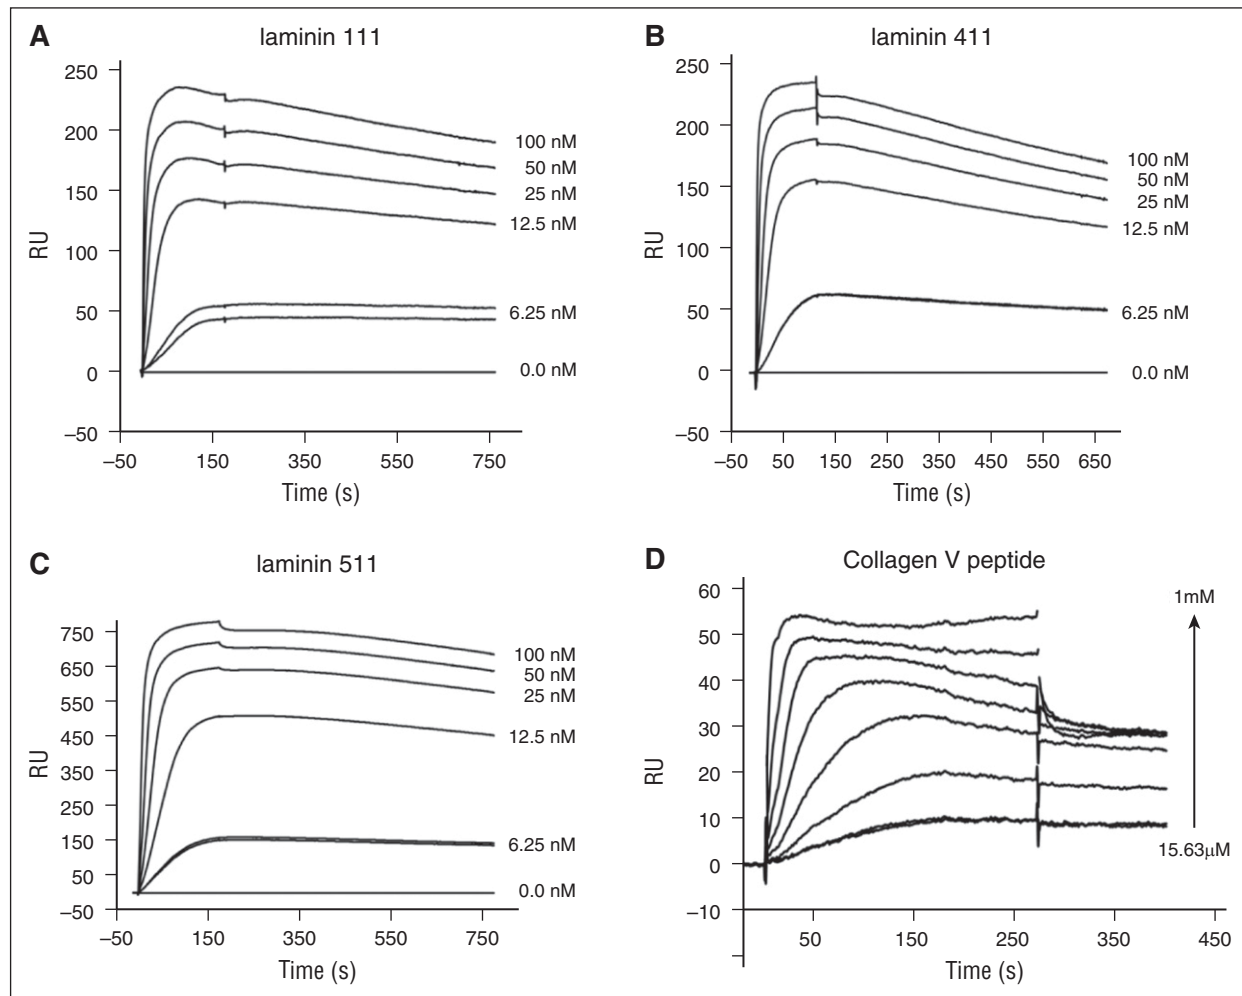 A
laminin 111
250
200
150
100
50
0
–50
RU
100 nM
50 nM
25 nM
12.5 nM
6.25 nM
0.0 nM
–50 150 350 550 750
Time (s)
B
laminin 411
250
200
150
100
50
0
–50
RU
100 nM
50 nM
25 nM
12.5 nM
6.25 nM
0.0 nM
–50 50 150 250 350 450 550 650
Time (s)
C
laminin 511
750
650
550
450
350
250
150
50
–50
RU
100 nM
50 nM
25 nM
12.5 nM
6.25 nM
0.0 nM
–50 150 350 550 750
Time (s)
D
Collagen V peptide
60
50
40
30
20
10
0
–10
RU
1mM
15.63µM
50 150 250 350 450
Time (s)